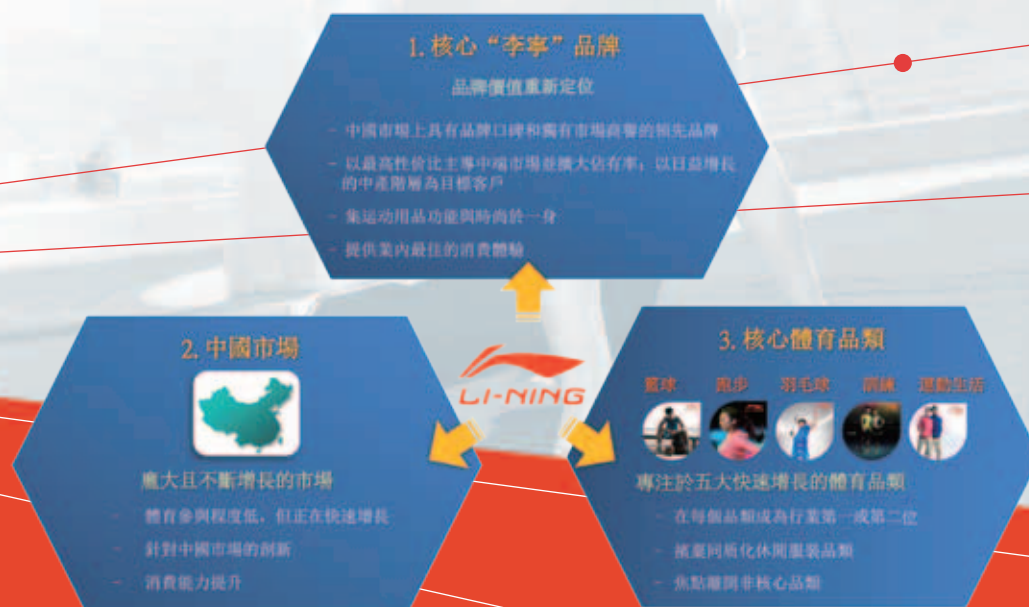 1. 核心“李寧”品牌
品牌價值重新定位
- 中國市場上具有品牌口碑和獨有市場商譽的領先品牌
- 以最高性价比主導中端市場並擴大佔有率；以日益增長
的中產階層為目標客戶
- 集运动用品功能與時尚於一身
- 提供業內最佳的消費體驗
2. 中國市場
龐大且不斷增長的市場
- 體育參與程度低，但正在快速增長
- 針對中國市場的創新
- 消費能力提升
LI-NING
3. 核心體育品類
籃球 跑步 羽毛球 訓練 運動生活
專注於五大快速增長的體育品類
- 在每個品類成為行業第一或第二位
- 摒棄同质化休閒服裝品類
- 焦點離開非核心品類